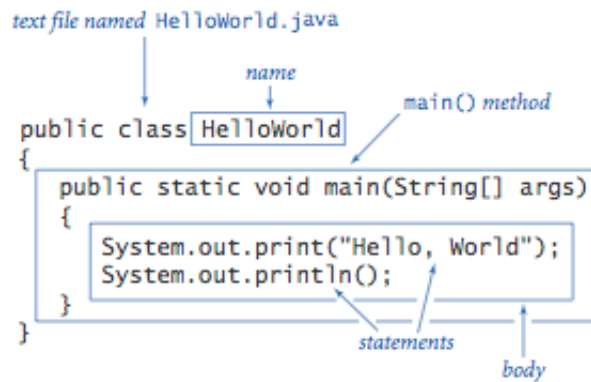 text file named HelloWorld.java
name
main() method
public class HelloWorld
{
public static void main(String[] args)
{
System.out.print("Hello, World");
System.out.println();
}
}
statements
body